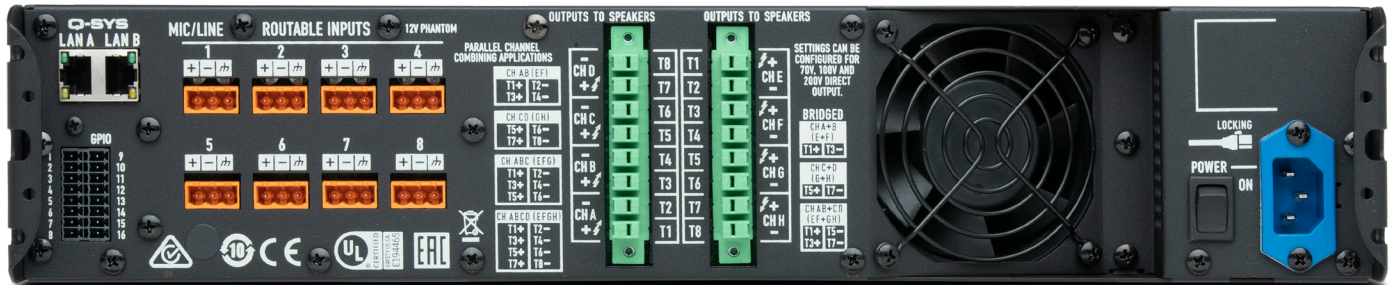 Q-SYS
LAN A LAN B
GPIO
1 9
2 10
3 11
4 12
5 13
6 14
7 15
8 16
MIC/LINE ROUTABLE INPUTS 12V PHANTOM
1 2 3 4
+ − + − + − + −
5 6 7 8
+ − + − + − + −
10
CE
UL
CERTIFIED
SAFETY US-CA
E194465
EAC
PARALLEL CHANNEL
COMBINING APPLICATIONS
CH AB (EF)
T1+ T2−
T3+ T4−
CH CD (GH)
T5+ T6−
T7+ T8−
CH ABC (EFG)
T1+ T2−
T3+ T4−
T5+ T6−
CH ABCD (EFGH)
T1+ T2−
T3+ T4−
T5+ T6−
T7+ T8−
OUTPUTS TO SPEAKERS
− CH D +
− CH C +
− CH B +
− CH A +
T8
T7
T6
T5
T4
T3
T2
T1
OUTPUTS TO SPEAKERS
T1
T2
T3
T4
T5
T6
T7
T8
+ CH E −
+ CH F −
+ CH G −
+ CH H −
SETTINGS CAN BE
CONFIGURED FOR
70V, 100V AND
200V DIRECT
OUTPUT.
BRIDGED
CH A+B
(E+F)
T1+ T3−
CH C+D
(G+H)
T5+ T7−
CH AB+CD
(EF+GH)
T1+ T5−
T3+ T7−
LOCKING
POWER
ON